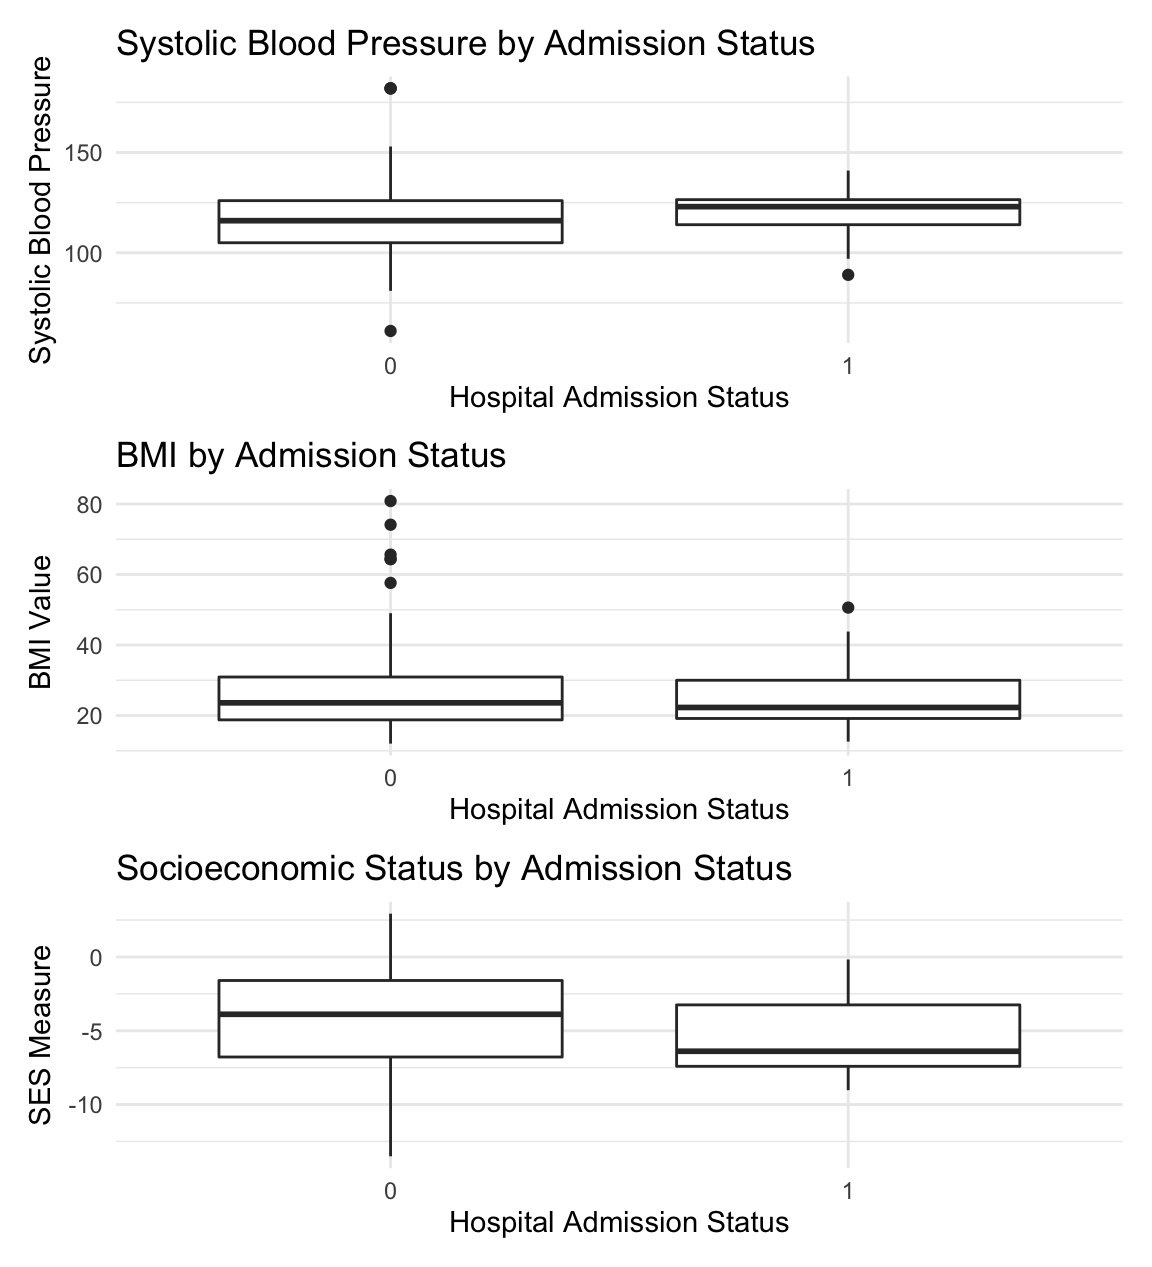 Systolic Blood Pressure by Admission Status
Systolic Blood Pressure
150
100
0 1
Hospital Admission Status
BMI by Admission Status
BMI Value
80
60
40
20
0 1
Hospital Admission Status
Socioeconomic Status by Admission Status
SES Measure
0
-5
-10
0 1
Hospital Admission Status